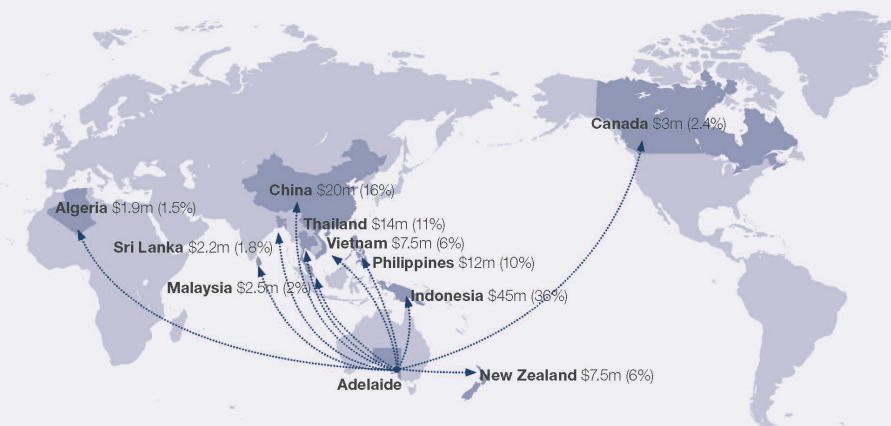 Canada $3m (2.4%)
China $20m (16%)
Algeria $1.9m (1.5%)
Thailand $14m (11%)
Sri Lanka $2.2m (1.8%)
Vietnam $7.5m (6%)
Philippines $12m (10%)
Malaysia $2.5m (2%)
Indonesia $45m (36%)
New Zealand $7.5m (6%)
Adelaide